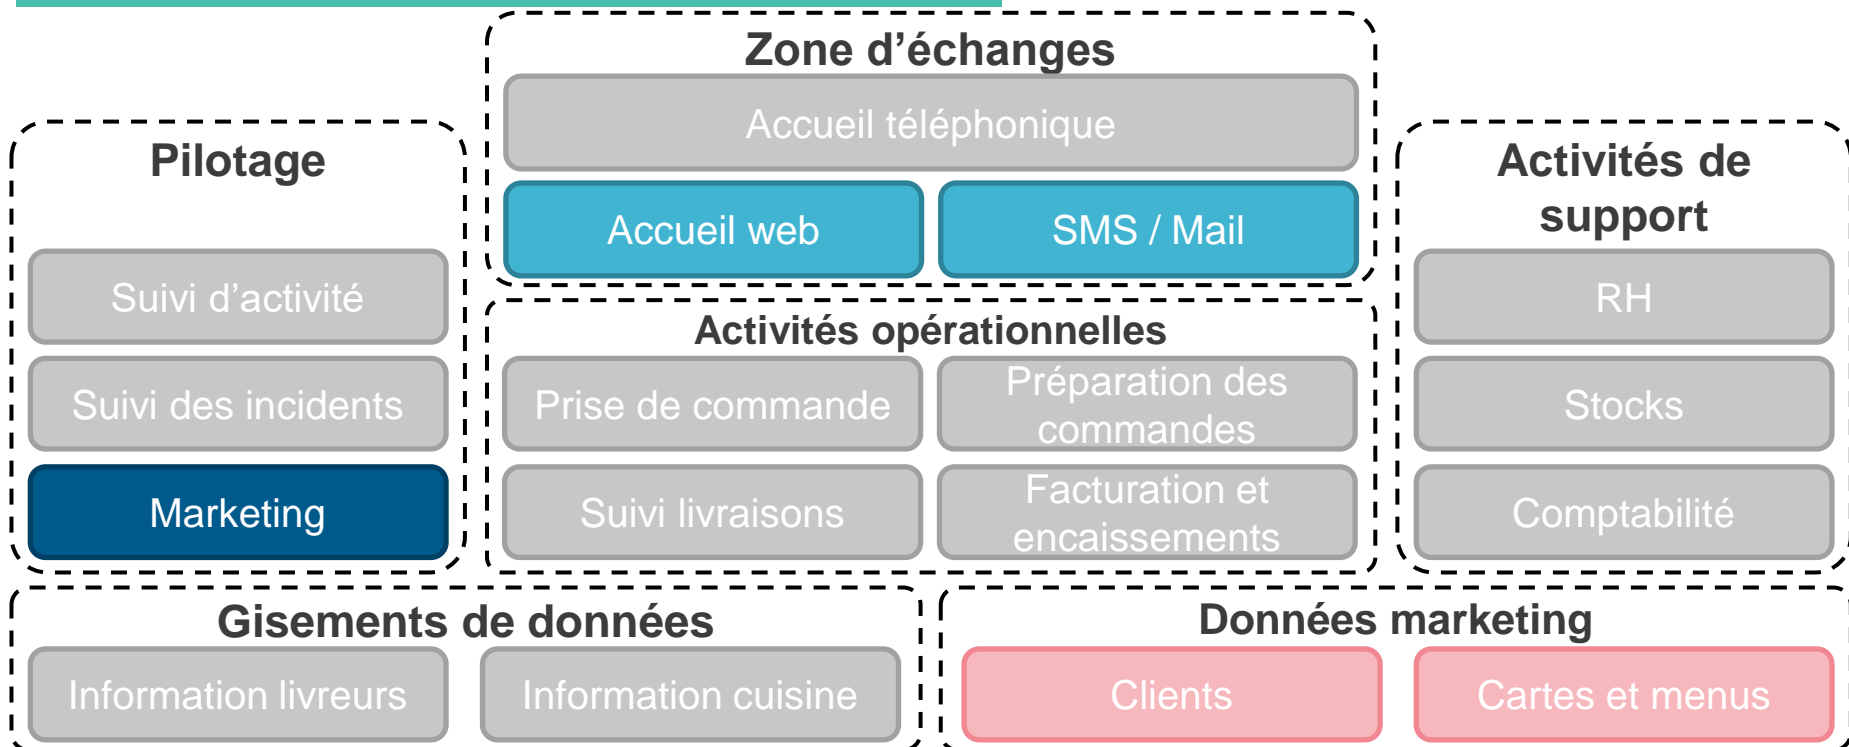 Zone d’échanges
Accueil téléphonique
Accueil web
SMS / Mail
Pilotage
Suivi d’activité
Suivi des incidents
Marketing
Activités opérationnelles
Prise de commande
Préparation des
commandes
Suivi livraisons
Facturation et
encaissements
Activités de
support
RH
Stocks
Comptabilité
Gisements de données
Information livreurs
Information cuisine
Données marketing
Clients
Cartes et menus